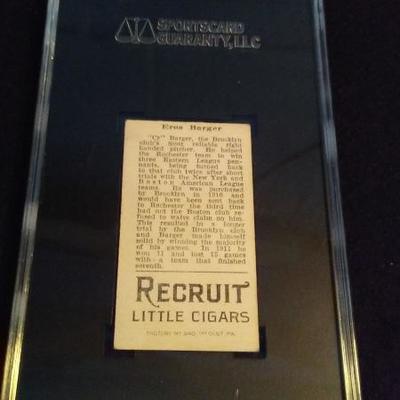 SPORTSCARD
GUARANTY, LLC
Eros Barger
"Cy" Barger, the Brooklyn
club's most reliable right
handed pitcher. He helped
the Rochester team to win
three Eastern League pen-
nants, being turned back
to that club twice after short
trials with the New York and
Boston American League
teams. He was purchased
by Brooklyn in 1910 and
would have been sent back
to Rochester the third time
had not the Boston club re-
fused to waive claim on him.
This resulted in a longer
trial by the Brooklyn club
and Barger made himself
solid by winning the majority
of his games. In 1911 he
won 11 and lost 15 games
with a team that finished
seventh.
RECRUIT
LITTLE CIGARS
FACTORY Nº 240, 1ST DIST. PA.